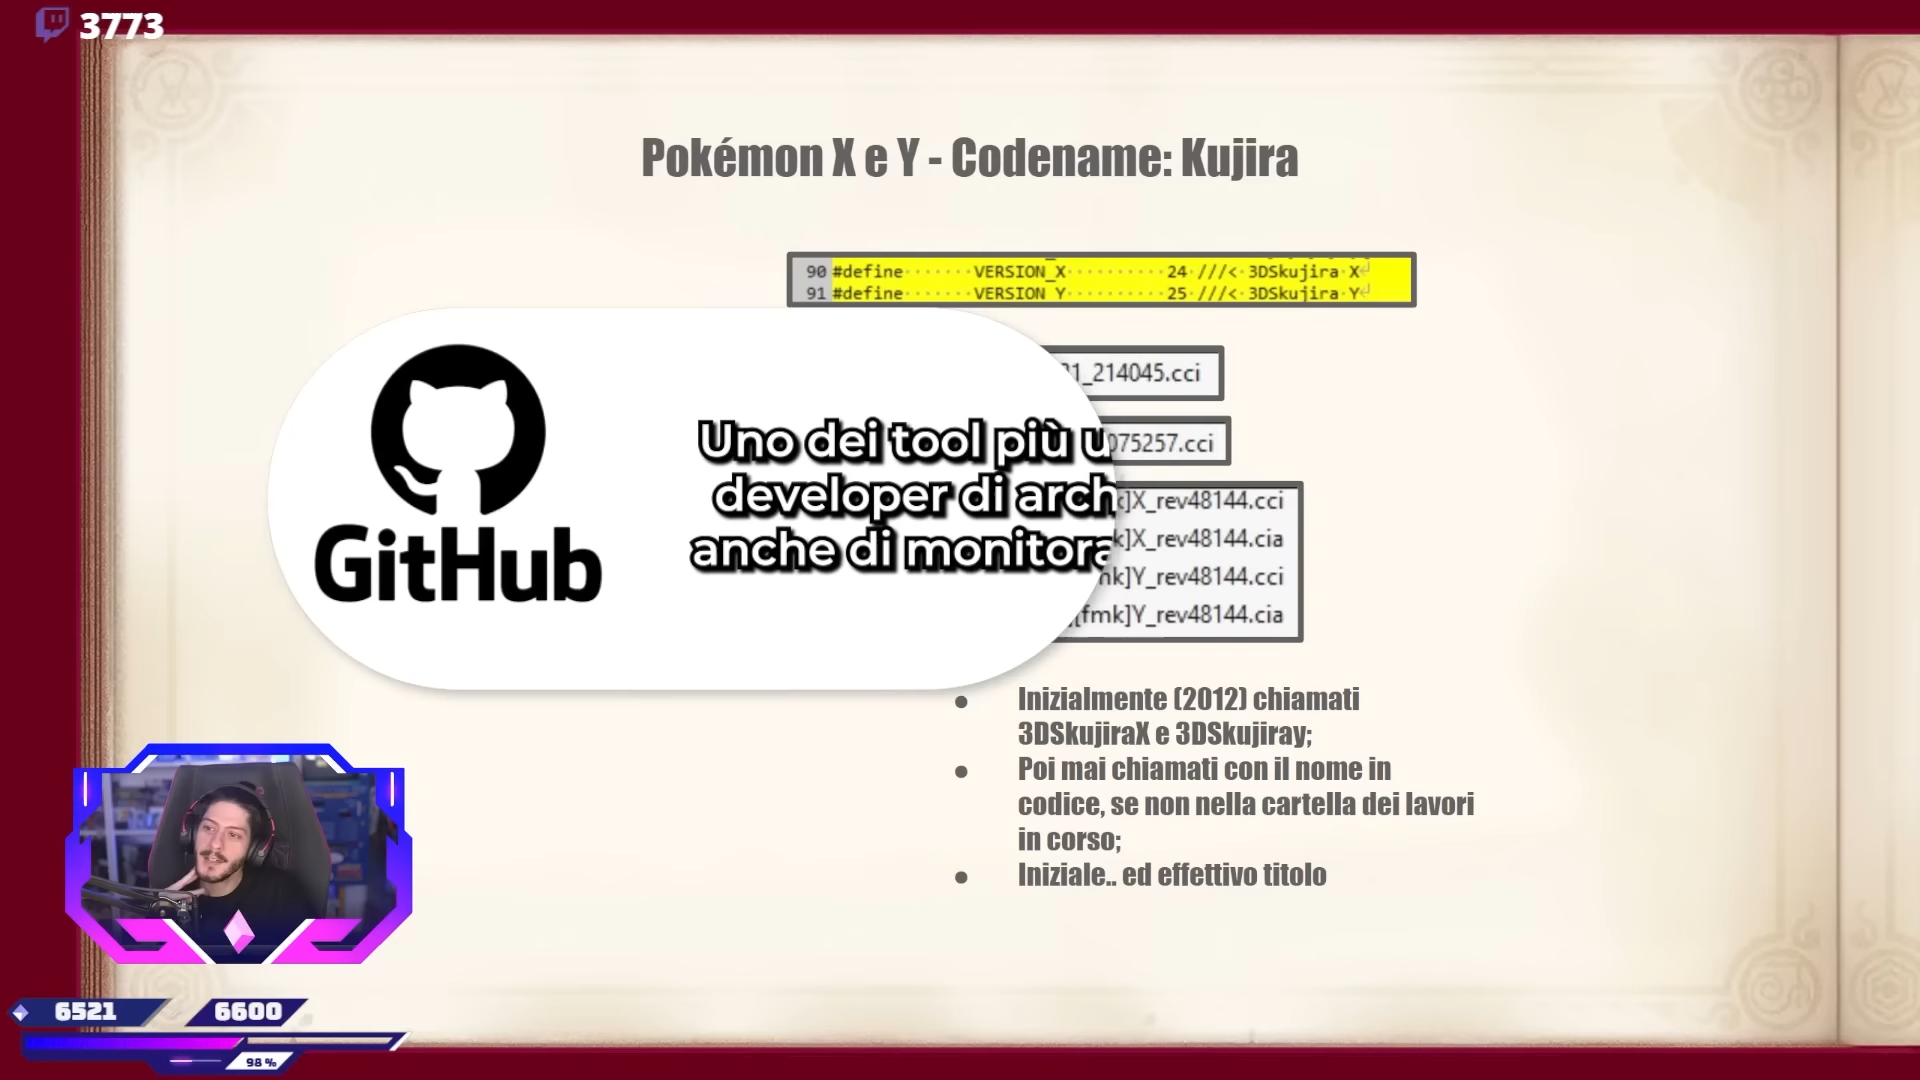 3773
Pokémon X e Y - Codename: Kujira
90 #define VERSION_X 24 ///< 3DSkujira X
91 #define VERSION_Y 25 ///< 3DSkujira Y
1_214045.cci
075257.cci
]X_rev48144.cci
]X_rev48144.cia
]Y_rev48144.cci
[fmk]Y_rev48144.cia
GitHub
Uno dei tool più u
developer di arch
anche di monitora
Inizialmente (2012) chiamati
3DSkujiraX e 3DSkujiray;
Poi mai chiamati con il nome in
codice, se non nella cartella dei lavori
in corso;
Iniziale.. ed effettivo titolo
6521
6600
98 %